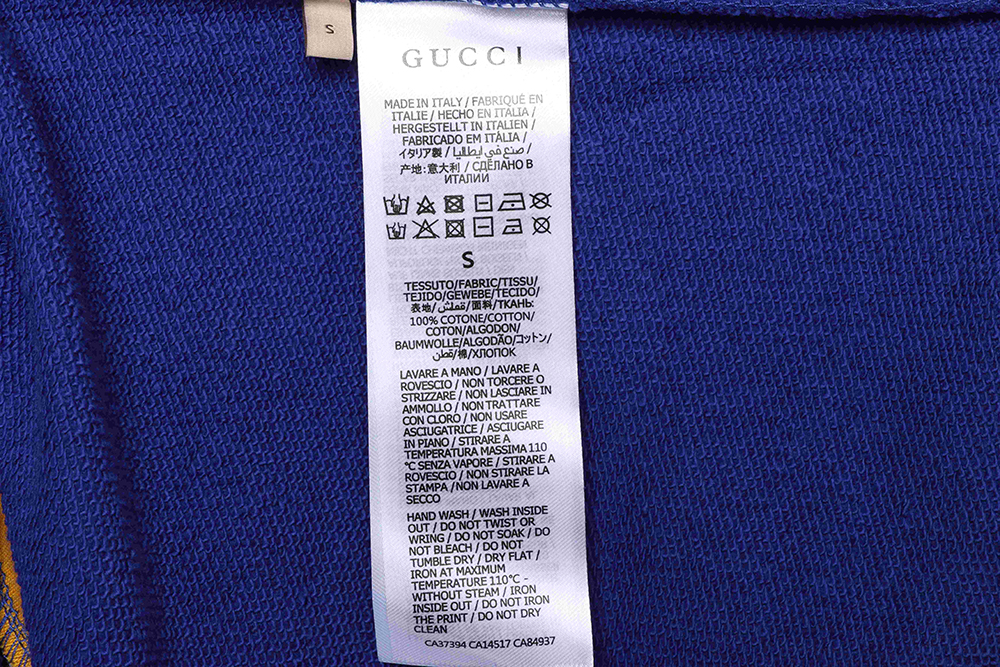 S
GUCCI
MADE IN ITALY / FABRIQUÉ EN
ITALIE / HECHO EN ITALIA /
HERGESTELLT IN ITALIEN /
FABRICADO EM ITÁLIA /
イタリア製 / صنع في ايطاليا /
产地：意大利 / СДЕЛАНО В
ИТАЛИИ
S
TESSUTO/FABRIC/TISSU/
TEJIDO/GEWEBE/TECIDO/
表地/قماش/面料/ТКАНЬ:
100% COTONE/COTTON/
COTON/ALGODON/
BAUMWOLLE/ALGODÃO/コットン/
قطن/棉/ХЛОПОК
LAVARE A MANO / LAVARE A
ROVESCIO / NON TORCERE O
STRIZZARE / NON LASCIARE IN
AMMOLLO / NON TRATTARE
CON CLORO / NON USARE
ASCIUGATRICE / ASCIUGARE
IN PIANO / STIRARE A
TEMPERATURA MASSIMA 110
°C SENZA VAPORE / STIRARE A
ROVESCIO / NON STIRARE LA
STAMPA /NON LAVARE A
SECCO
HAND WASH / WASH INSIDE
OUT / DO NOT TWIST OR
WRING / DO NOT SOAK / DO
NOT BLEACH / DO NOT
TUMBLE DRY / DRY FLAT /
IRON AT MAXIMUM
TEMPERATURE 110°C -
WITHOUT STEAM / IRON
INSIDE OUT / DO NOT IRON
THE PRINT / DO NOT DRY
CLEAN
CA37394 CA14517 CA84937